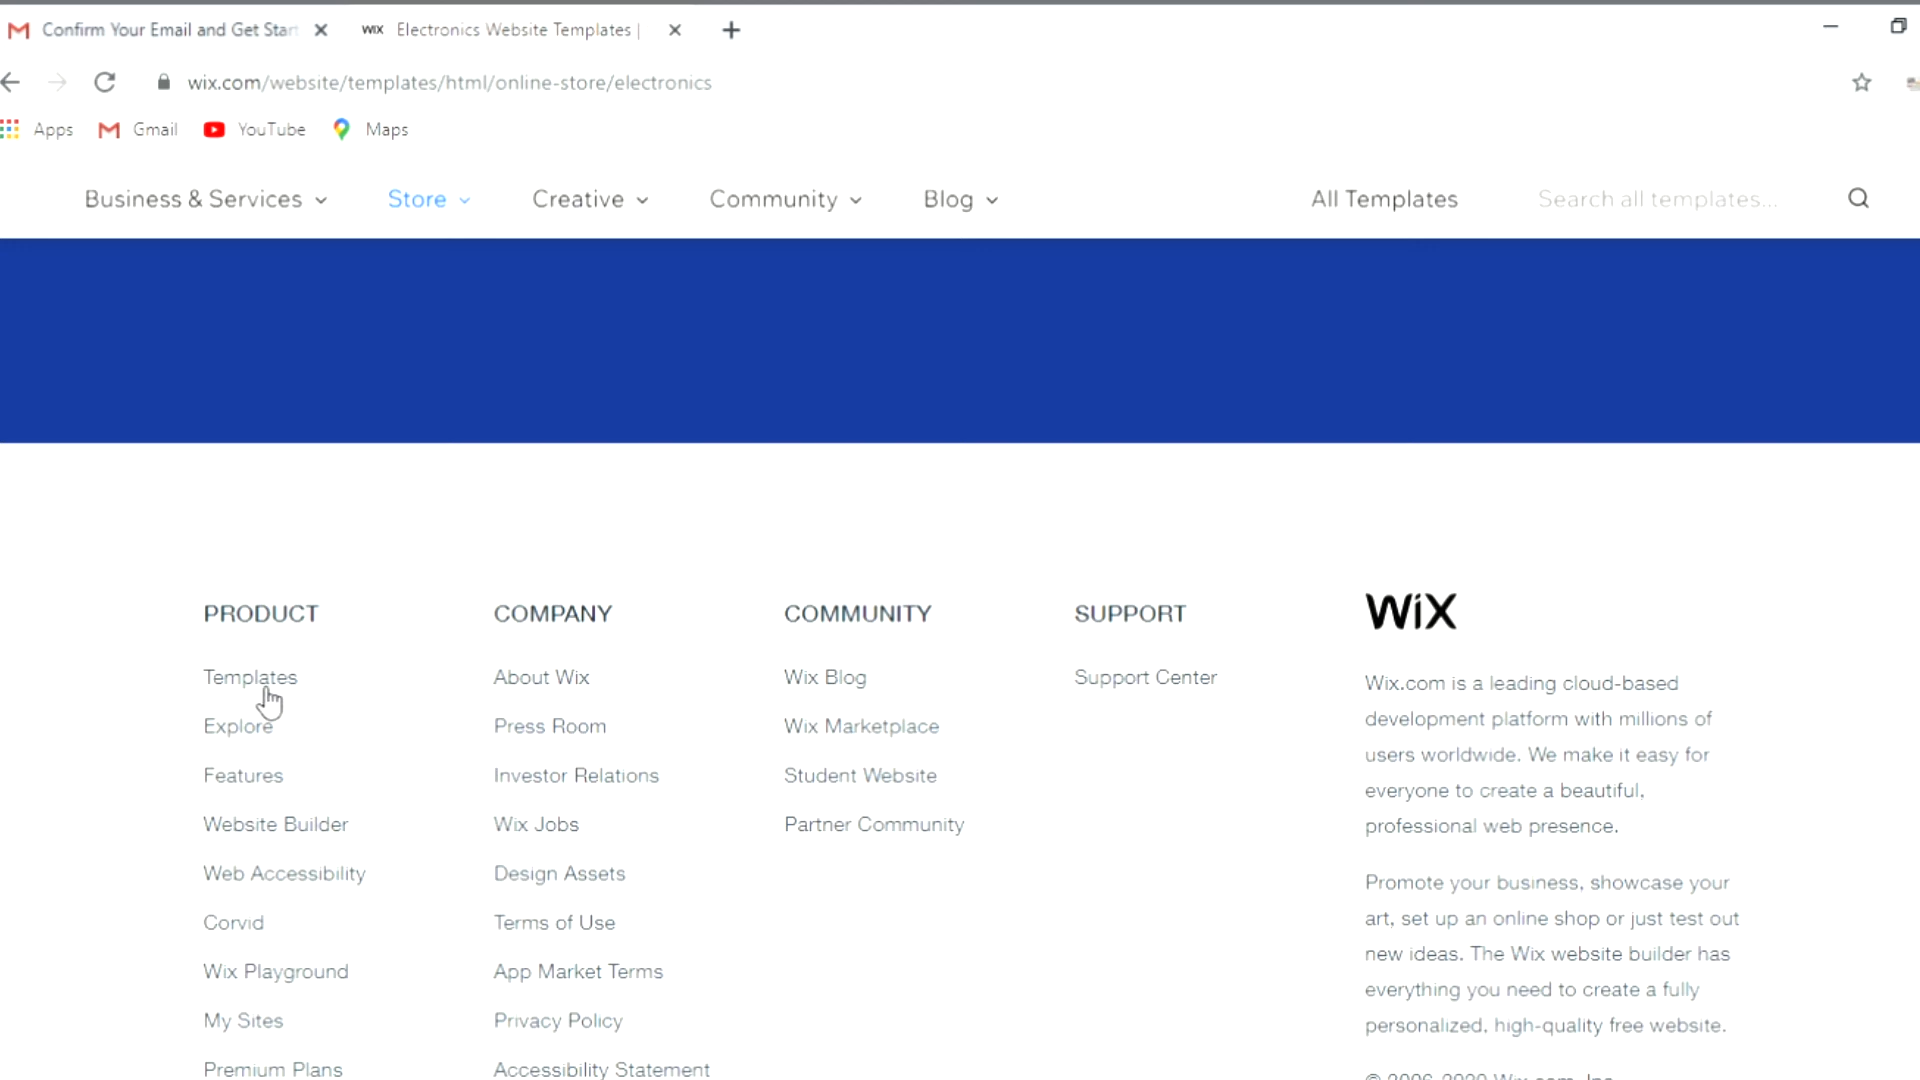 Confirm Your Email and Get Star
WIX Electronics Website Templates |
wix.com/website/templates/html/online-store/electronics
Apps Gmail YouTube Maps
Business & Services Store Creative Community Blog All Templates Search all templates...
PRODUCT
Templates
Explore
Features
Website Builder
Web Accessibility
Corvid
Wix Playground
My Sites
Premium Plans
COMPANY
About Wix
Press Room
Investor Relations
Wix Jobs
Design Assets
Terms of Use
App Market Terms
Privacy Policy
Accessibility Statement
COMMUNITY
Wix Blog
Wix Marketplace
Student Website
Partner Community
SUPPORT
Support Center
WiX
Wix.com is a leading cloud-based
development platform with millions of
users worldwide. We make it easy for
everyone to create a beautiful,
professional web presence.
Promote your business, showcase your
art, set up an online shop or just test out
new ideas. The Wix website builder has
everything you need to create a fully
personalized, high-quality free website.
© 2006-2020 Wix.com, Inc